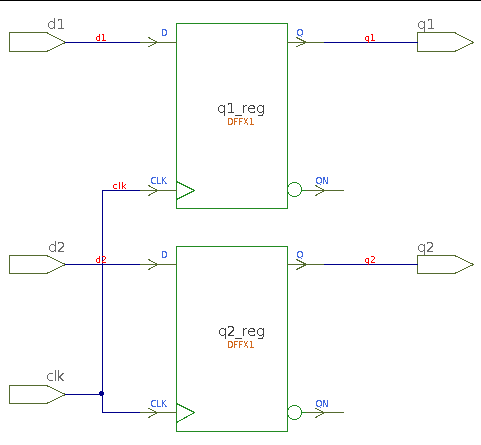 d1
q1
d1
D
Q
q1
q1_reg
DFFX1
clk
CLK
QN
d2
q2
d2
D
Q
q2
q2_reg
DFFX1
clk
CLK
QN